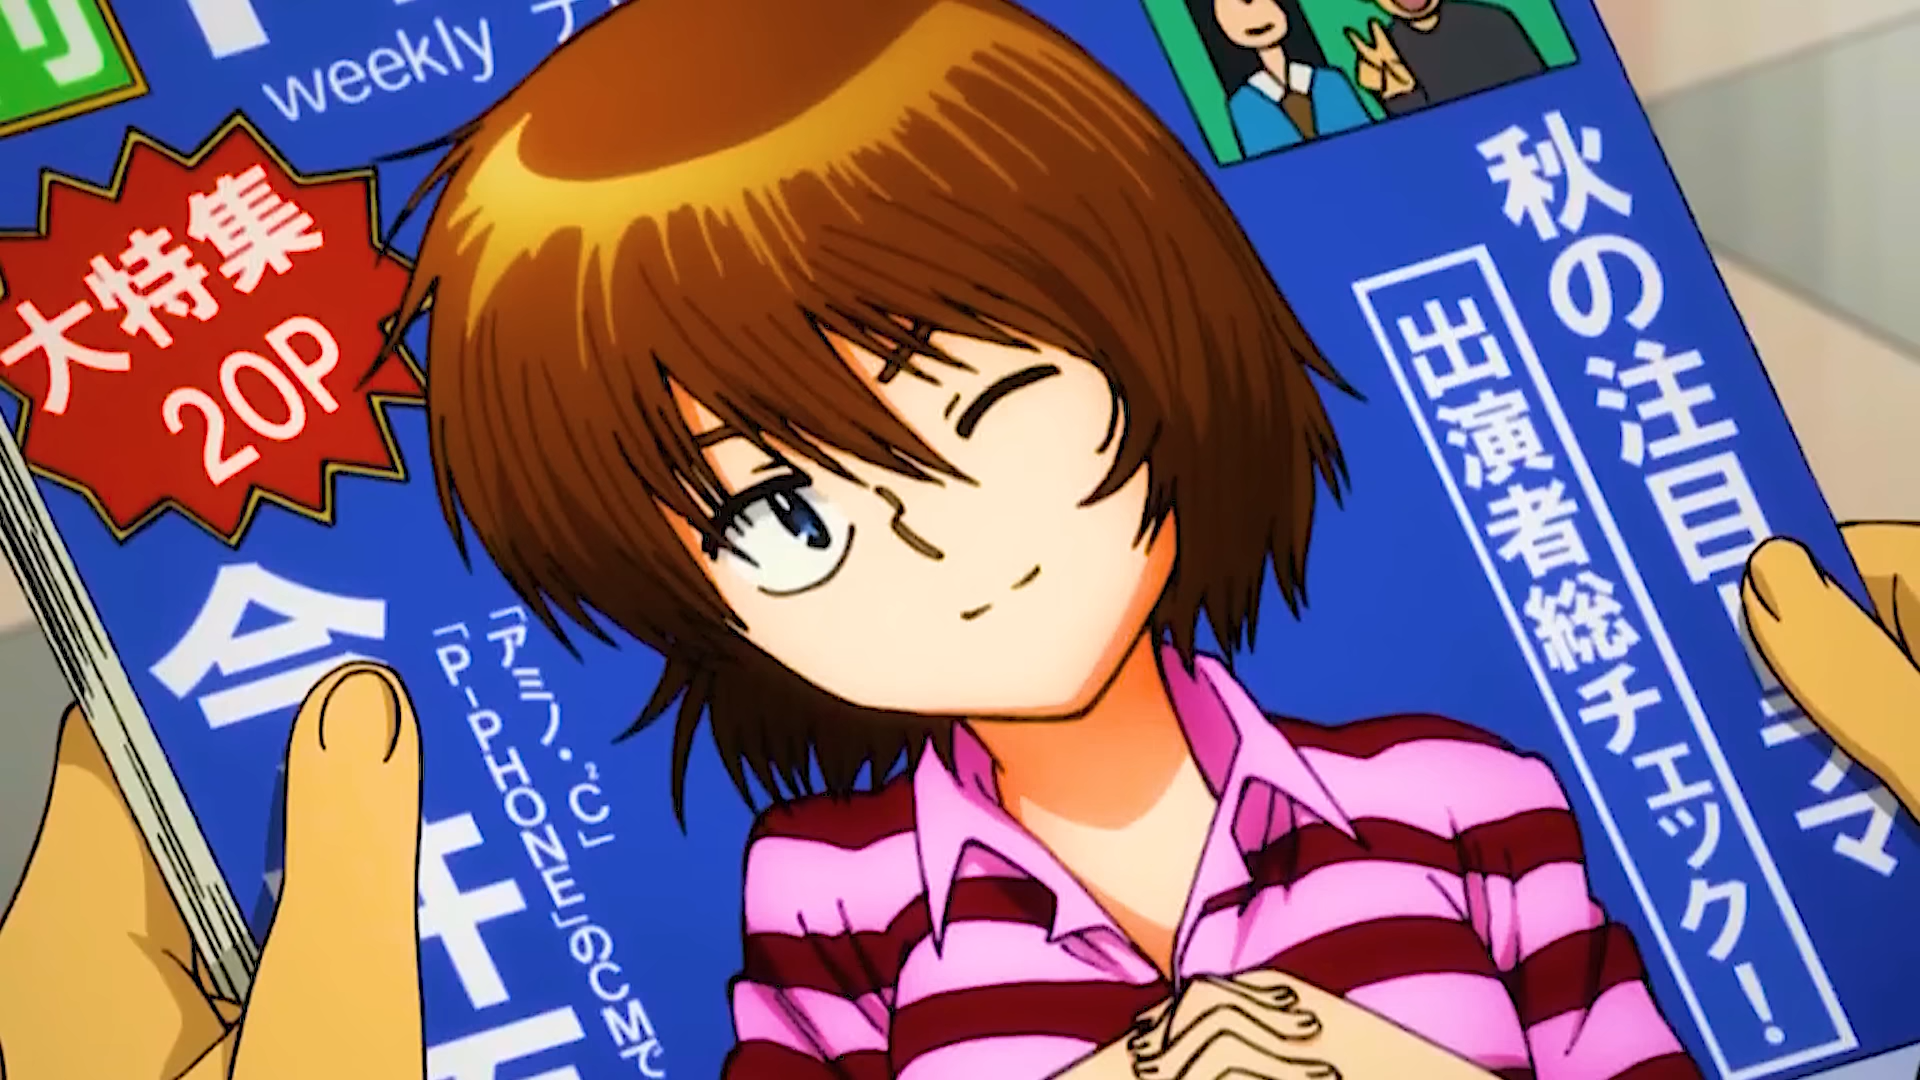 weekly
大特集
20P
秋の注目ドラマ
出演者総チェック!
今
「アミノ・℃」
「P-PHONE」のCMで